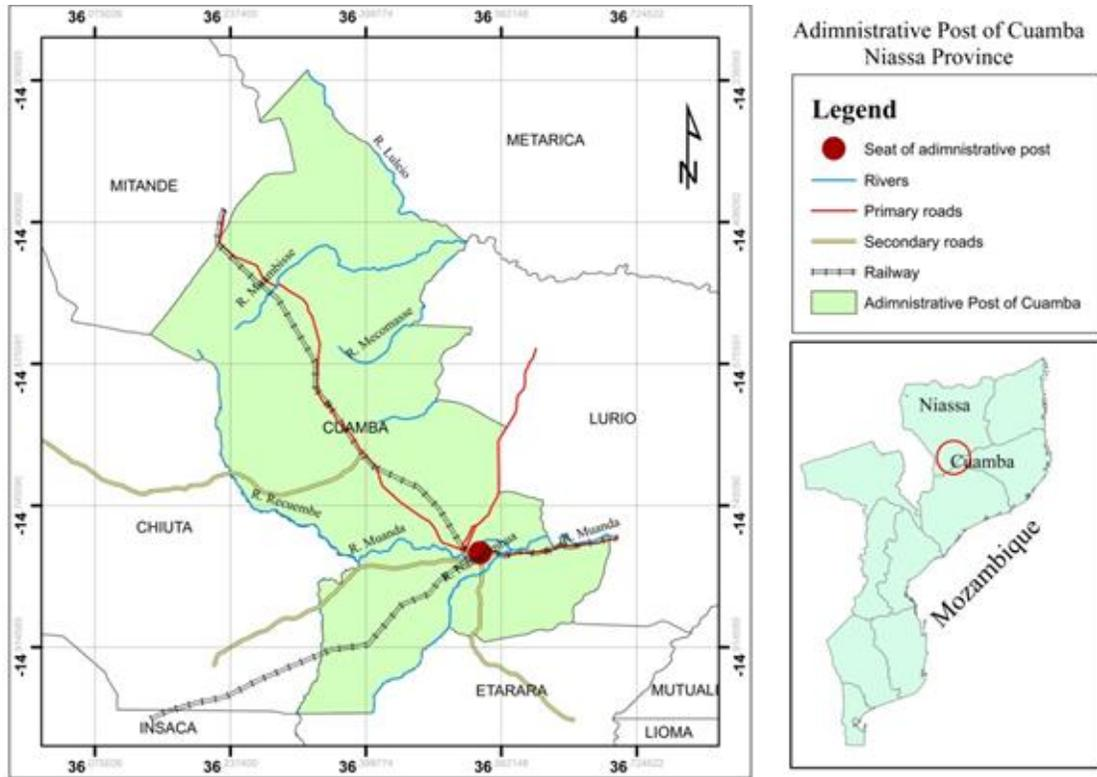 36 36 36 36 36
Adimnistrative Post of Cuamba
Niassa Province
Legend
Seat of adimnistrative post
Rivers
Primary roads
Secondary roads
Railway
Adimnistrative Post of Cuamba
-14 -14
METARICA
R. Luleio
MITANDE
-14 -14
R. Muambisse
R. Mecomasse
-14 -14
LURIO
CUAMBA
R. Recuembe
-14 -14
CHIUTA
R. Muanda
R. Muanda
-14 -14
ETARARA
MUTUALI
INSACA
LIOMA
36 36 36 36 36
Niassa
Cuamba
Mozambique